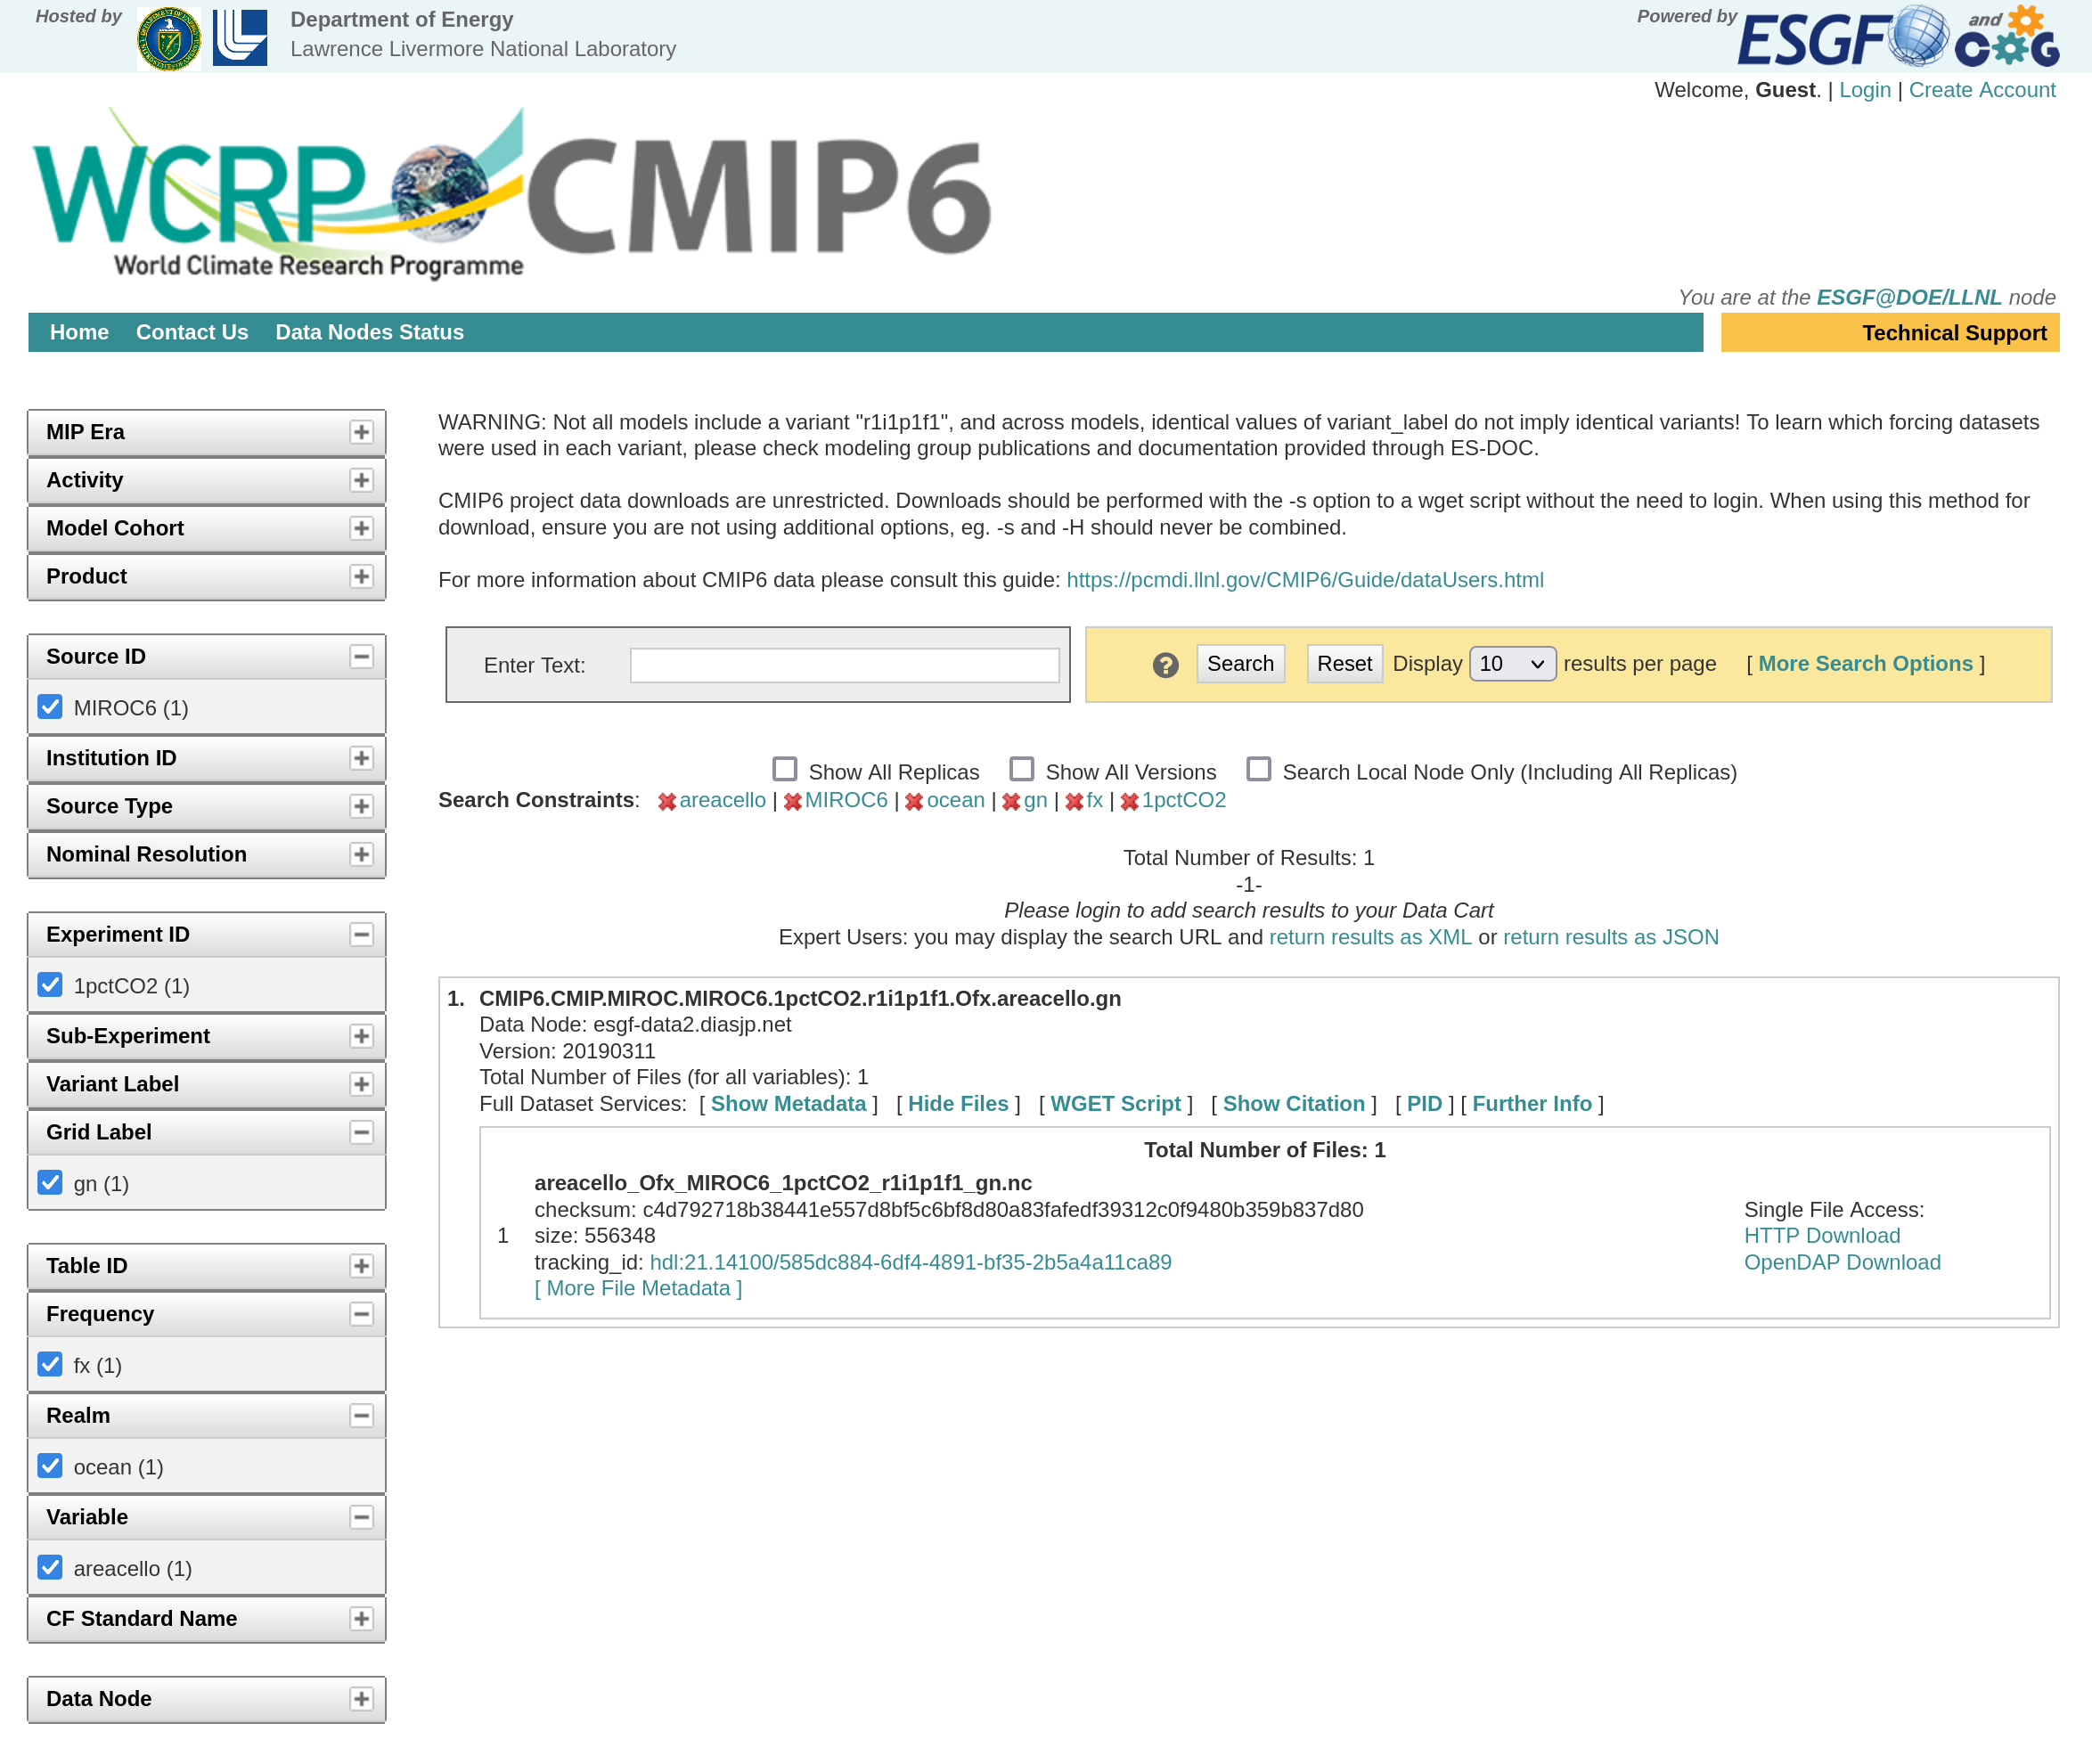 Hosted by
Department of Energy
Lawrence Livermore National Laboratory
Powered by
ESGF and COG
Welcome, Guest. | Login | Create Account
WCRP CMIP6
World Climate Research Programme
You are at the ESGF@DOE/LLNL node
Home Contact Us Data Nodes Status
Technical Support
MIP Era
Activity
Model Cohort
Product
Source ID
MIROC6 (1)
Institution ID
Source Type
Nominal Resolution
Experiment ID
1pctCO2 (1)
Sub-Experiment
Variant Label
Grid Label
gn (1)
Table ID
Frequency
fx (1)
Realm
ocean (1)
Variable
areacello (1)
CF Standard Name
Data Node
WARNING: Not all models include a variant "r1i1p1f1", and across models, identical values of variant_label do not imply identical variants! To learn which forcing datasets
were used in each variant, please check modeling group publications and documentation provided through ES-DOC.
CMIP6 project data downloads are unrestricted. Downloads should be performed with the -s option to a wget script without the need to login. When using this method for
download, ensure you are not using additional options, eg. -s and -H should never be combined.
For more information about CMIP6 data please consult this guide: https://pcmdi.llnl.gov/CMIP6/Guide/dataUsers.html
Enter Text:
? Search Reset Display 10 results per page [ More Search Options ]
Show All Replicas Show All Versions Search Local Node Only (Including All Replicas)
Search Constraints: areacello | MIROC6 | ocean | gn | fx | 1pctCO2
Total Number of Results: 1
-1-
Please login to add search results to your Data Cart
Expert Users: you may display the search URL and return results as XML or return results as JSON
1. CMIP6.CMIP.MIROC.MIROC6.1pctCO2.r1i1p1f1.Ofx.areacello.gn
Data Node: esgf-data2.diasjp.net
Version: 20190311
Total Number of Files (for all variables): 1
Full Dataset Services: [ Show Metadata ] [ Hide Files ] [ WGET Script ] [ Show Citation ] [ PID ] [ Further Info ]
Total Number of Files: 1
areacello_Ofx_MIROC6_1pctCO2_r1i1p1f1_gn.nc
checksum: c4d792718b38441e557d8bf5c6bf8d80a83fafedf39312c0f9480b359b837d80
1 size: 556348
tracking_id: hdl:21.14100/585dc884-6df4-4891-bf35-2b5a4a11ca89
[ More File Metadata ]
Single File Access:
HTTP Download
OpenDAP Download